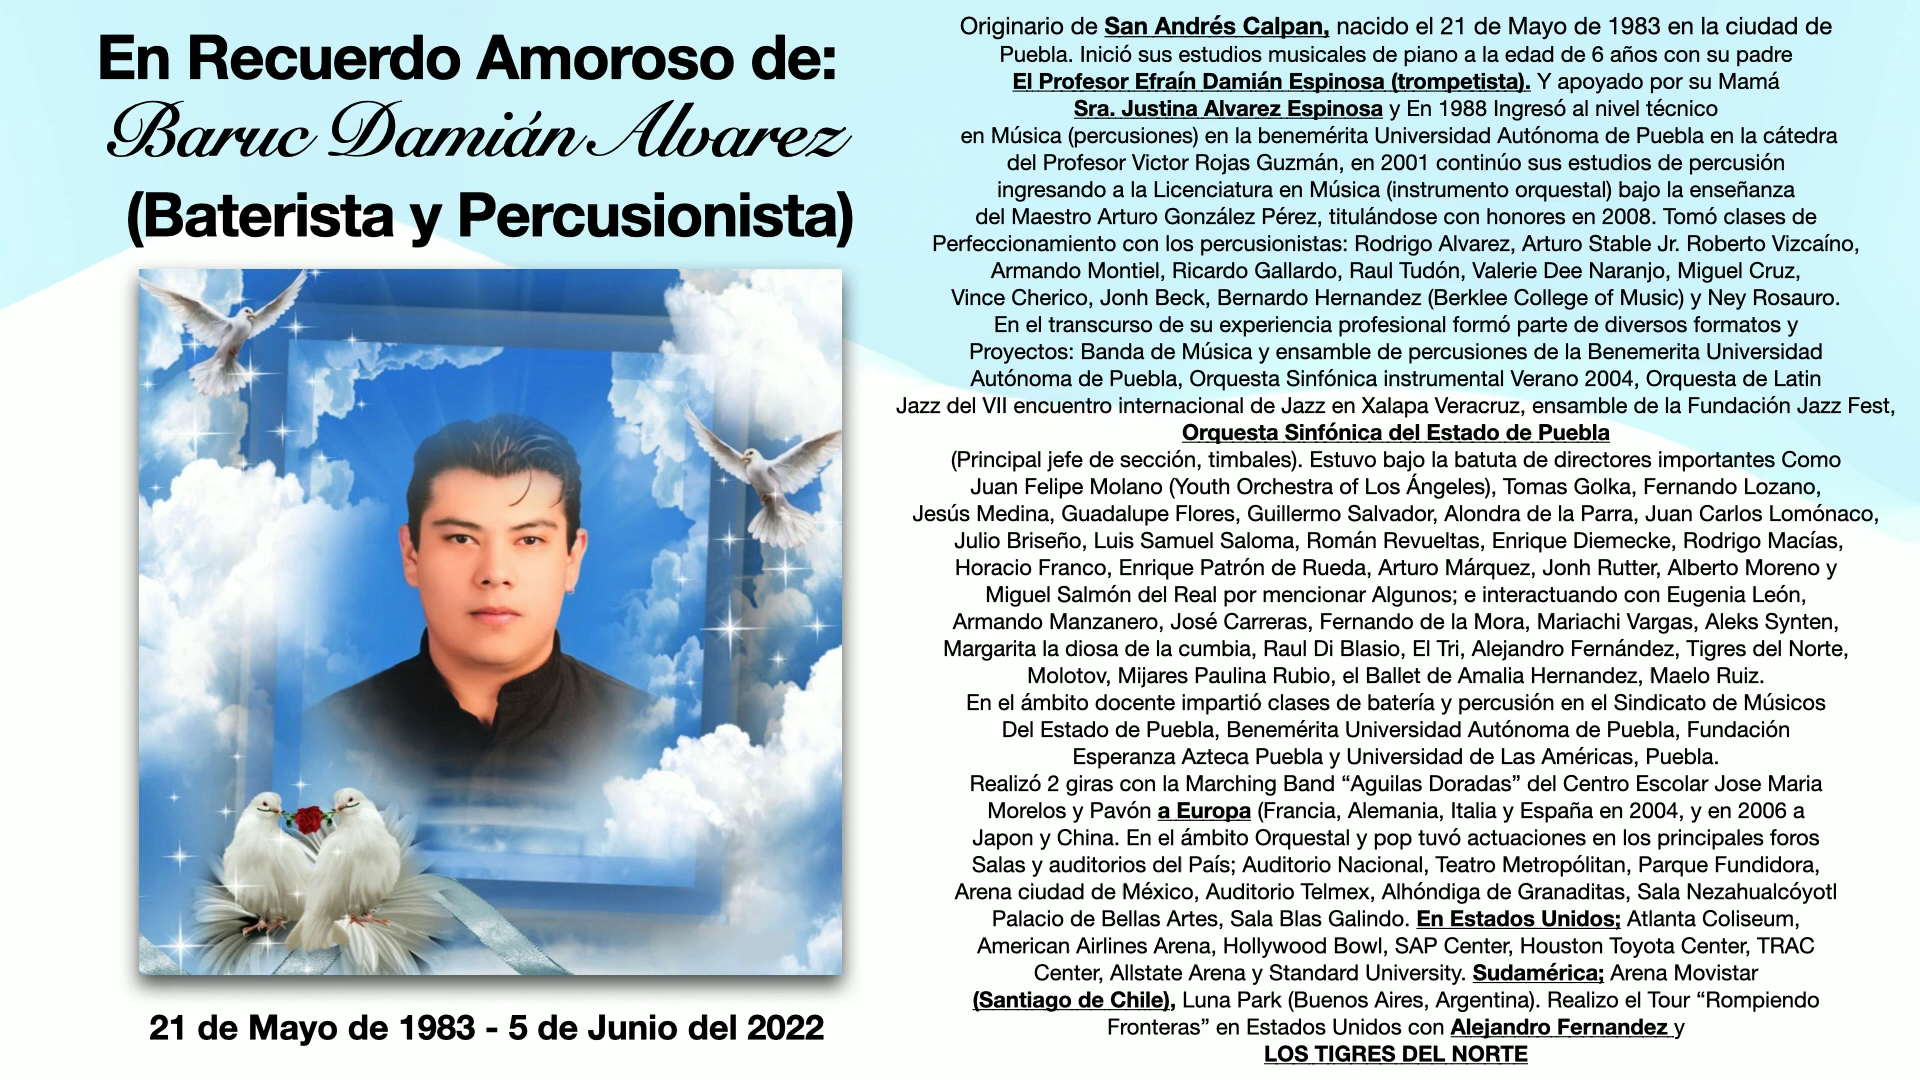 En Recuerdo Amoroso de:
Baruc Damián Alvarez
(Baterista y Percusionista)
21 de Mayo de 1983 - 5 de Junio del 2022
Originario de San Andrés Calpan, nacido el 21 de Mayo de 1983 en la ciudad de
Puebla. Inició sus estudios musicales de piano a la edad de 6 años con su padre
El Profesor Efraín Damián Espinosa (trompetista). Y apoyado por su Mamá
Sra. Justina Alvarez Espinosa y En 1988 Ingresó al nivel técnico
en Música (percusiones) en la benemérita Universidad Autónoma de Puebla en la cátedra
del Profesor Victor Rojas Guzmán, en 2001 continúo sus estudios de percusión
ingresando a la Licenciatura en Música (instrumento orquestal) bajo la enseñanza
del Maestro Arturo González Pérez, titulándose con honores en 2008. Tomó clases de
Perfeccionamiento con los percusionistas: Rodrigo Alvarez, Arturo Stable Jr. Roberto Vizcaíno,
Armando Montiel, Ricardo Gallardo, Raul Tudón, Valerie Dee Naranjo, Miguel Cruz,
Vince Cherico, Jonh Beck, Bernardo Hernandez (Berklee College of Music) y Ney Rosauro.
En el transcurso de su experiencia profesional formó parte de diversos formatos y
Proyectos: Banda de Música y ensamble de percusiones de la Benemerita Universidad
Autónoma de Puebla, Orquesta Sinfónica instrumental Verano 2004, Orquesta de Latin
Jazz del VII encuentro internacional de Jazz en Xalapa Veracruz, ensamble de la Fundación Jazz Fest,
Orquesta Sinfónica del Estado de Puebla
(Principal jefe de sección, timbales). Estuvo bajo la batuta de directores importantes Como
Juan Felipe Molano (Youth Orchestra of Los Ángeles), Tomas Golka, Fernando Lozano,
Jesús Medina, Guadalupe Flores, Guillermo Salvador, Alondra de la Parra, Juan Carlos Lomónaco,
Julio Briseño, Luis Samuel Saloma, Román Revueltas, Enrique Diemecke, Rodrigo Macías,
Horacio Franco, Enrique Patrón de Rueda, Arturo Márquez, Jonh Rutter, Alberto Moreno y
Miguel Salmón del Real por mencionar Algunos; e interactuando con Eugenia León,
Armando Manzanero, José Carreras, Fernando de la Mora, Mariachi Vargas, Aleks Synten,
Margarita la diosa de la cumbia, Raul Di Blasio, El Tri, Alejandro Fernández, Tigres del Norte,
Molotov, Mijares Paulina Rubio, el Ballet de Amalia Hernandez, Maelo Ruiz.
En el ámbito docente impartió clases de batería y percusión en el Sindicato de Músicos
Del Estado de Puebla, Benemérita Universidad Autónoma de Puebla, Fundación
Esperanza Azteca Puebla y Universidad de Las Américas, Puebla.
Realizó 2 giras con la Marching Band “Aguilas Doradas” del Centro Escolar Jose Maria
Morelos y Pavón a Europa (Francia, Alemania, Italia y España en 2004, y en 2006 a
Japon y China. En el ámbito Orquestal y pop tuvó actuaciones en los principales foros
Salas y auditorios del País; Auditorio Nacional, Teatro Metropólitan, Parque Fundidora,
Arena ciudad de México, Auditorio Telmex, Alhóndiga de Granaditas, Sala Nezahualcóyotl
Palacio de Bellas Artes, Sala Blas Galindo. En Estados Unidos; Atlanta Coliseum,
American Airlines Arena, Hollywood Bowl, SAP Center, Houston Toyota Center, TRAC
Center, Allstate Arena y Standard University. Sudamérica; Arena Movistar
(Santiago de Chile), Luna Park (Buenos Aires, Argentina). Realizo el Tour “Rompiendo
Fronteras” en Estados Unidos con Alejandro Fernandez y
LOS TIGRES DEL NORTE